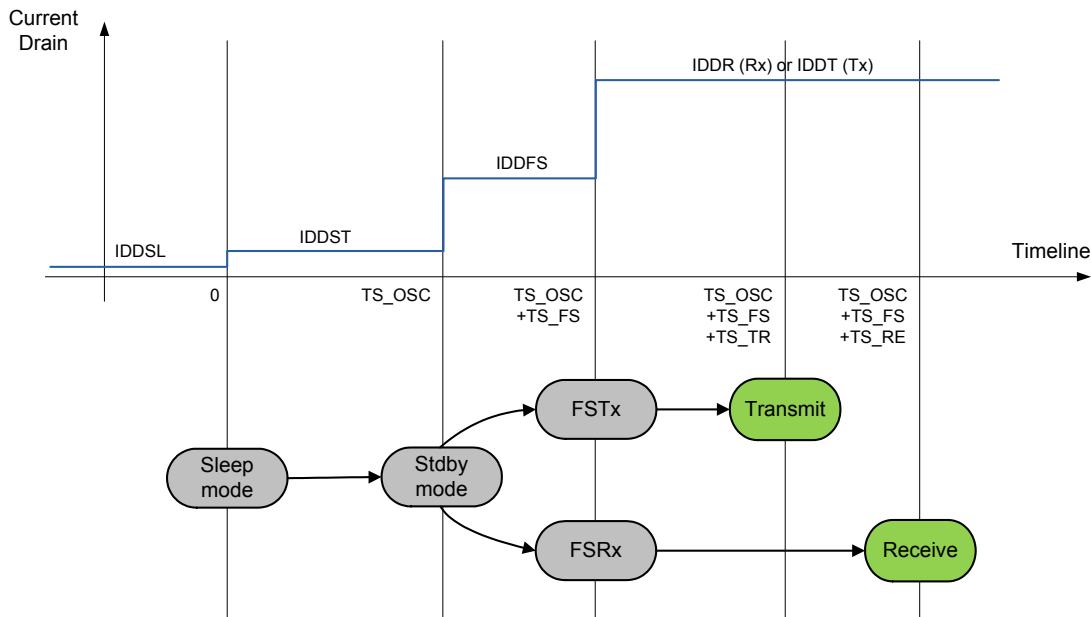 Current
Drain
IDDR (Rx) or IDDT (Tx)
IDDFS
IDDST
IDDSL
Timeline
0
TS_OSC
TS_OSC
+TS_FS
TS_OSC
+TS_FS
+TS_TR
TS_OSC
+TS_FS
+TS_RE
FSTx
Transmit
Sleep
mode
Stdby
mode
FSRx
Receive